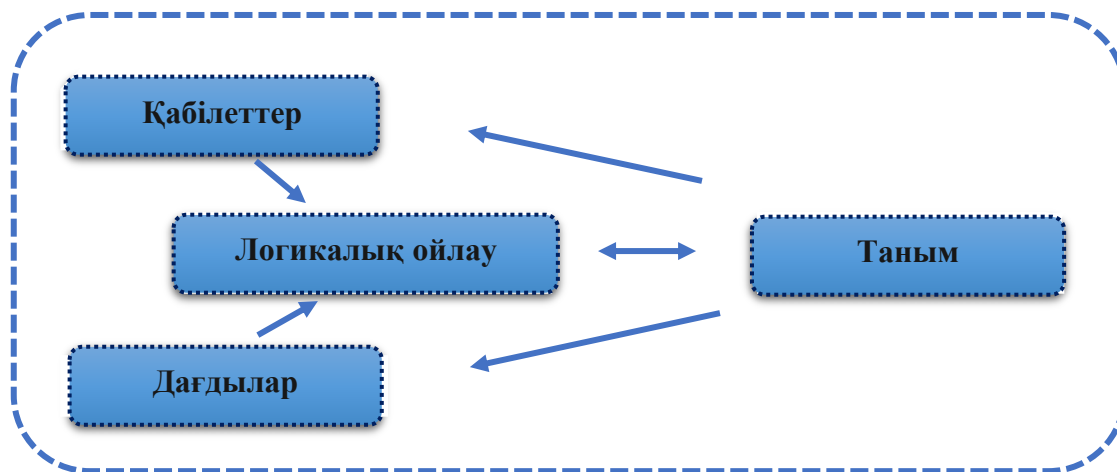 Қабілеттер
Логикалық ойлау
Таным
Дағдылар